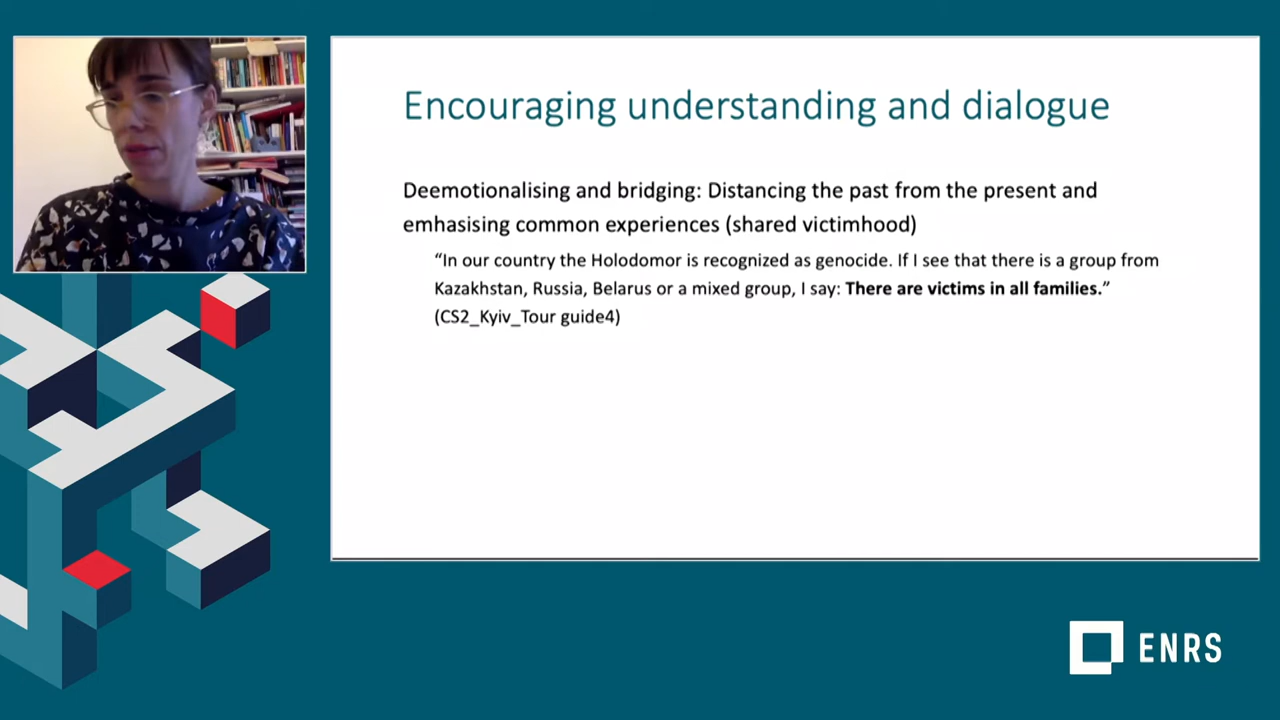 Encouraging understanding and dialogue
Deemotionalising and bridging: Distancing the past from the present and
emhasising common experiences (shared victimhood)
“In our country the Holodomor is recognized as genocide. If I see that there is a group from
Kazakhstan, Russia, Belarus or a mixed group, I say: There are victims in all families.”
(CS2_Kyiv_Tour guide4)
ENRS